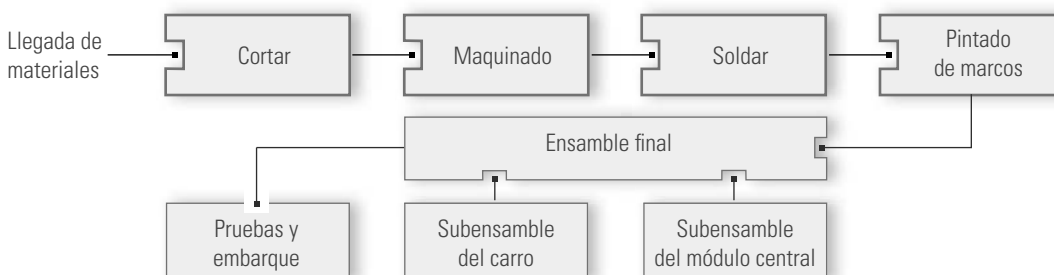 Llegada de
materiales
Cortar
Maquinado
Soldar
Pintado
de marcos
Ensamble final
Pruebas y
embarque
Subensamble
del carro
Subensamble
del módulo central